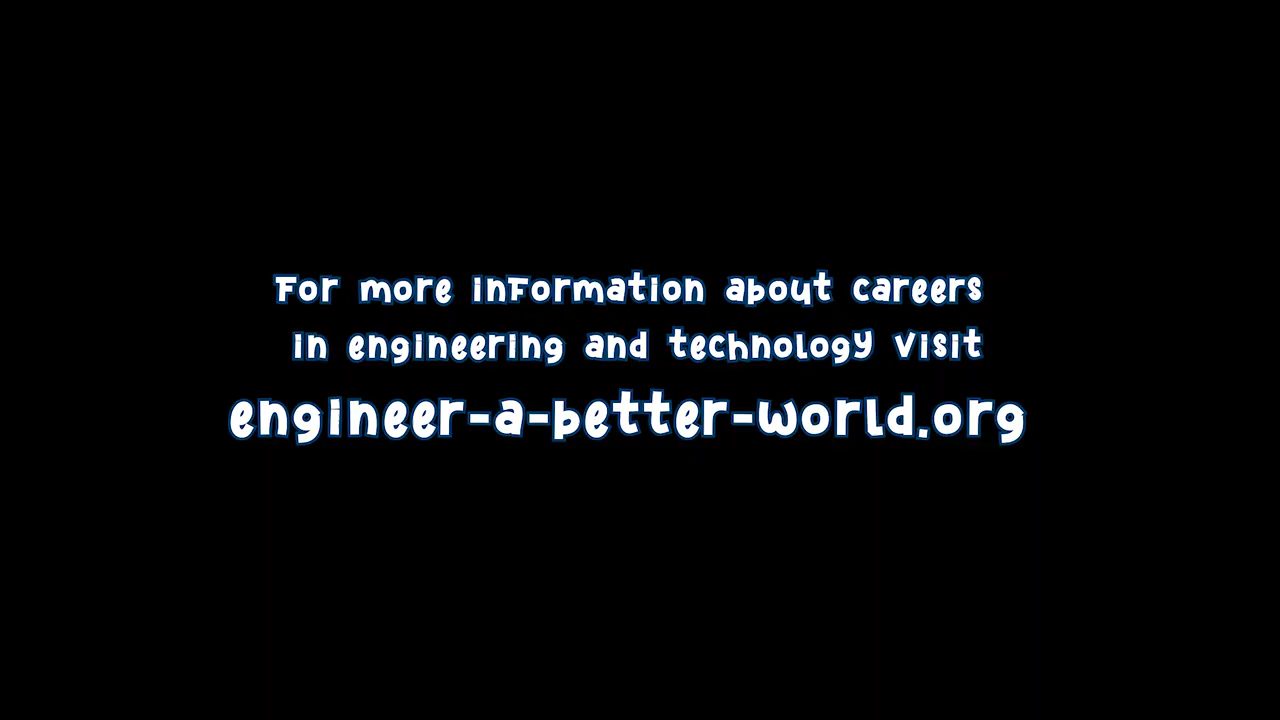 For more information about careers
in engineering and technology visit
engineer-a-better-world.org